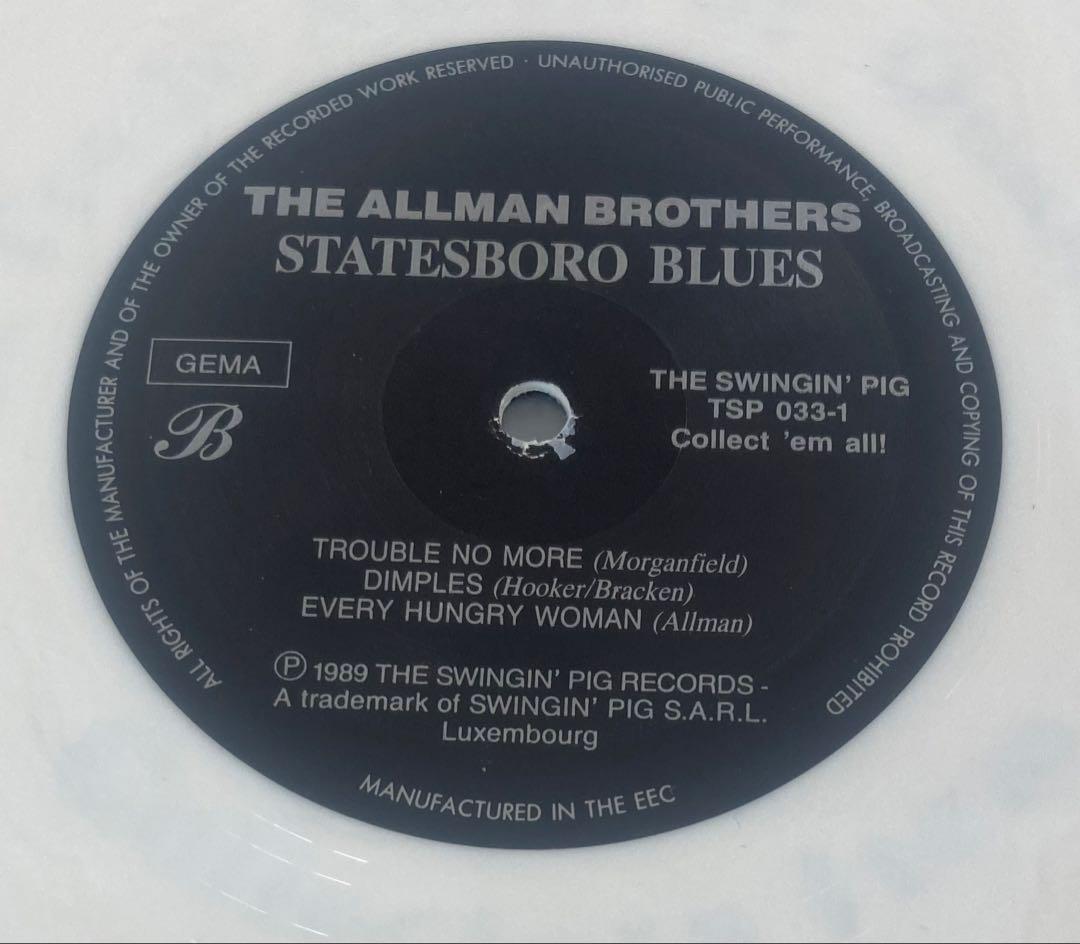 ALL RIGHTS OF THE MANUFACTURER AND OF THE OWNER OF THE RECORDED WORK RESERVED · UNAUTHORISED PUBLIC PERFORMANCE, BROADCASTING AND COPYING OF THIS RECORD PROHIBITED
THE ALLMAN BROTHERS
STATESBORO BLUES
GEMA
B
THE SWINGIN' PIG
TSP 033-1
Collect 'em all!
TROUBLE NO MORE (Morganfield)
DIMPLES (Hooker/Bracken)
EVERY HUNGRY WOMAN (Allman)
Ⓟ 1989 THE SWINGIN' PIG RECORDS -
A trademark of SWINGIN' PIG S.A.R.L.
Luxembourg
MANUFACTURED IN THE EEC